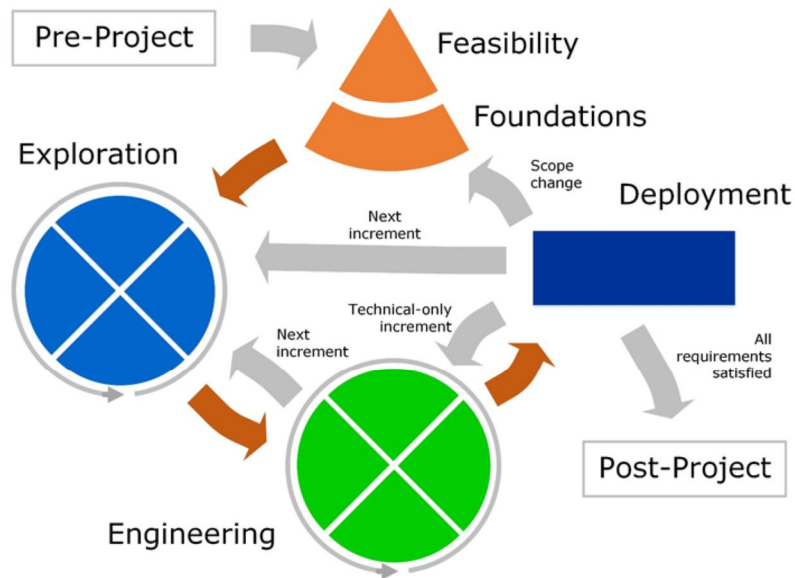 Pre-Project
Feasibility
Foundations
Exploration
Scope
change
Deployment
Next
increment
Technical-only
increment
Next
increment
All
requirements
satisfied
Post-Project
Engineering